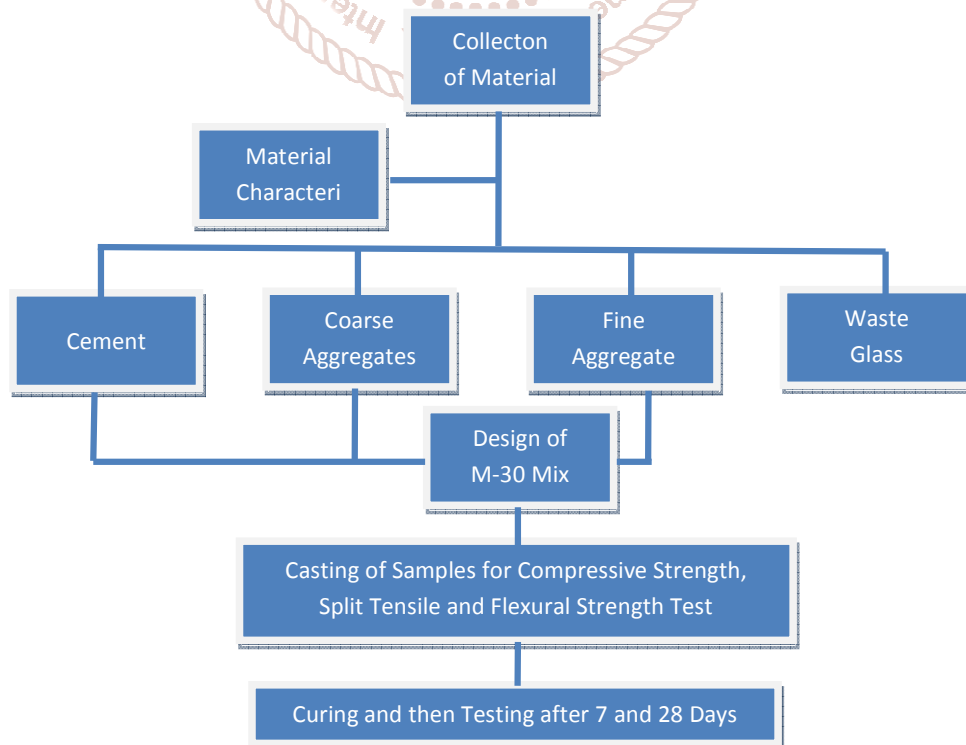 Collecton
of Material
Material
Characteri
Cement
Coarse
Aggregates
Fine
Aggregate
Waste
Glass
Design of
M-30 Mix
Casting of Samples for Compressive Strength,
Split Tensile and Flexural Strength Test
Curing and then Testing after 7 and 28 Days